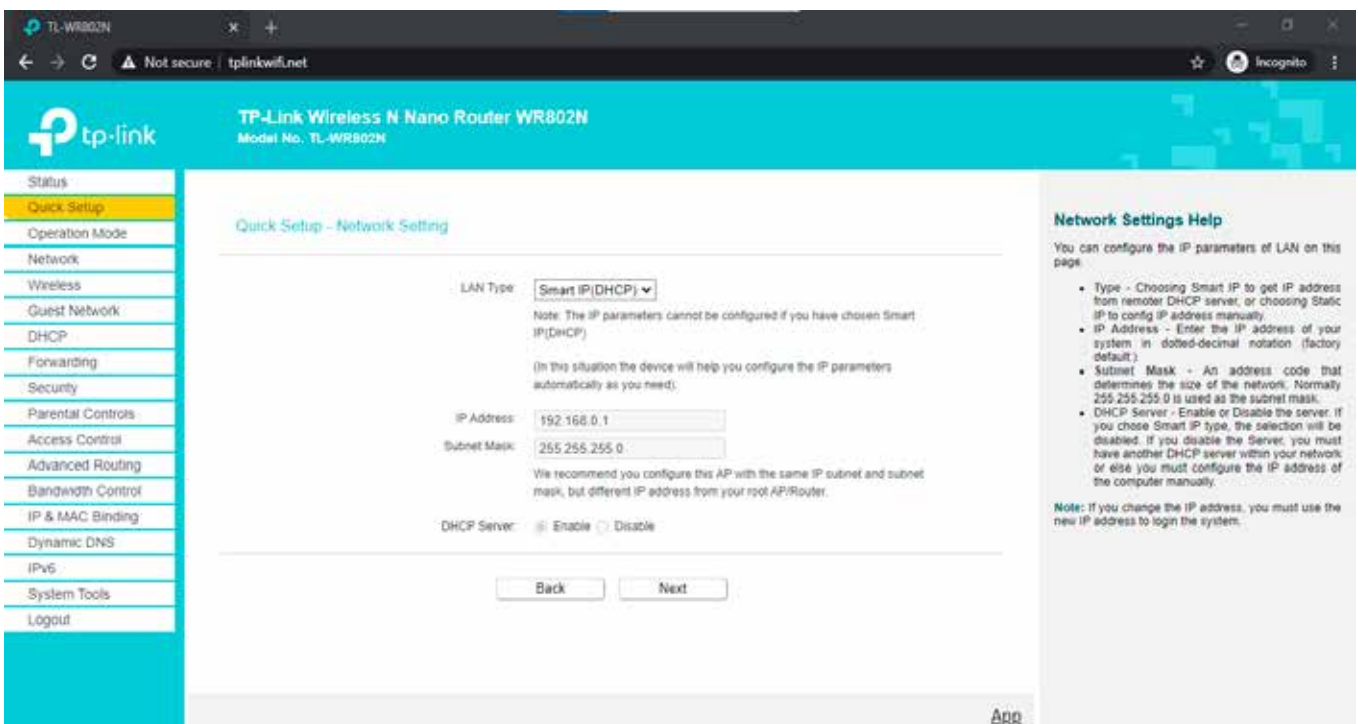 TL-WR802N
Not secure
tplinkwifi.net
Incognito
tp-link
TP-Link Wireless N Nano Router WR802N
Model No. TL-WR802N
Status
Quick Setup
Operation Mode
Network
Wireless
Guest Network
DHCP
Forwarding
Security
Parental Controls
Access Control
Advanced Routing
Bandwidth Control
IP & MAC Binding
Dynamic DNS
IPv6
System Tools
Logout
Quick Setup - Network Setting
LAN Type:
Smart IP(DHCP)
Note: The IP parameters cannot be configured if you have chosen Smart
IP(DHCP)
(In this situation the device will help you configure the IP parameters
automatically as you need).
IP Address:
192.168.0.1
Subnet Mask:
255.255.255.0
We recommend you configure this AP with the same IP subnet and subnet
mask, but different IP address from your root AP/Router.
DHCP Server:
Enable
Disable
Back
Next
App
Network Settings Help
You can configure the IP parameters of LAN on this
page.
• Type - Choosing Smart IP to get IP address
from remoter DHCP server, or choosing Static
IP to config IP address manually.
• IP Address - Enter the IP address of your
system in dotted-decimal notation (factory
default ).
• Subnet Mask - An address code that
determines the size of the network. Normally
255.255.255.0 is used as the subnet mask.
• DHCP Server - Enable or Disable the server. If
you chose Smart IP type, the selection will be
disabled. If you disable the Server, you must
have another DHCP server within your network
or else you must configure the IP address of
the computer manually.
Note: If you change the IP address, you must use the
new IP address to login the system.